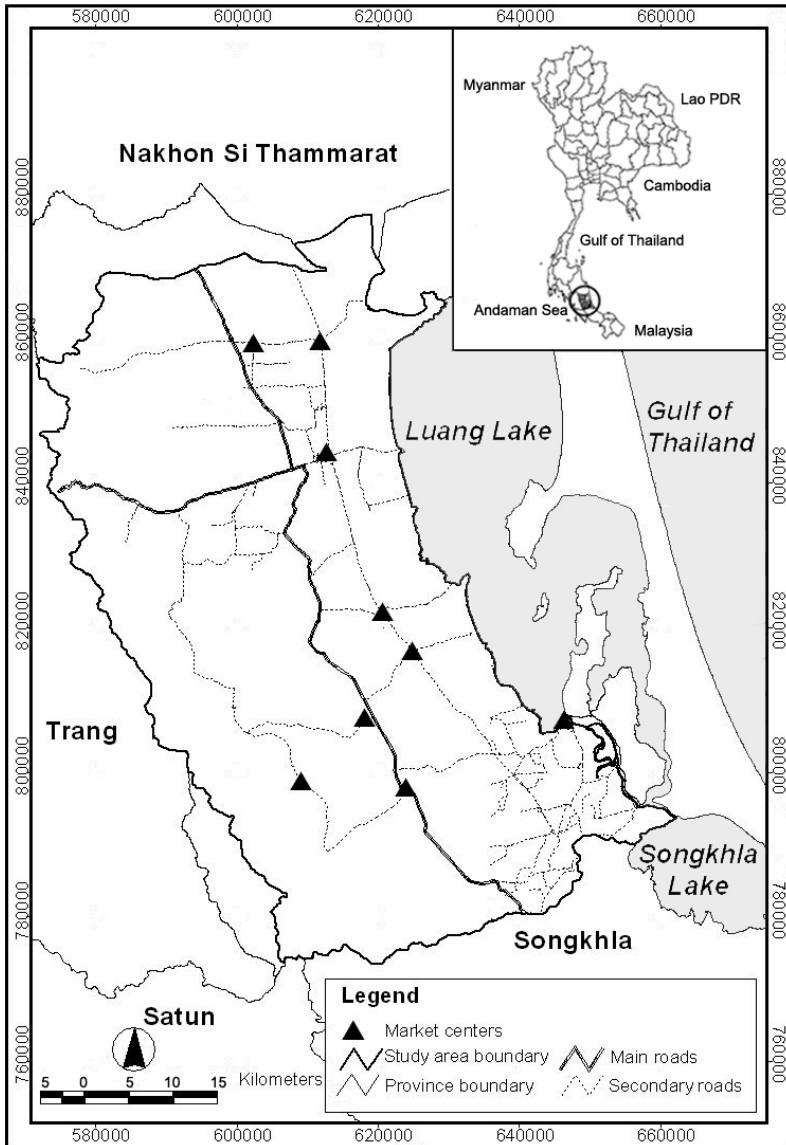 580000 600000 620000 640000 660000
Myanmar
Lao PDR
Cambodia
Gulf of Thailand
Andaman Sea
Malaysia
Nakhon Si Thammarat
880000
880000
860000
860000
Luang Lake
Gulf of
Thailand
840000
840000
820000
820000
Trang
800000
800000
Songkhla
Lake
780000
780000
Songkhla
Satun
Legend
Market centers
Study area boundary
Main roads
Province boundary
Secondary roads
760000
760000
5 0 5 10 15
Kilometers
580000 600000 620000 640000 660000